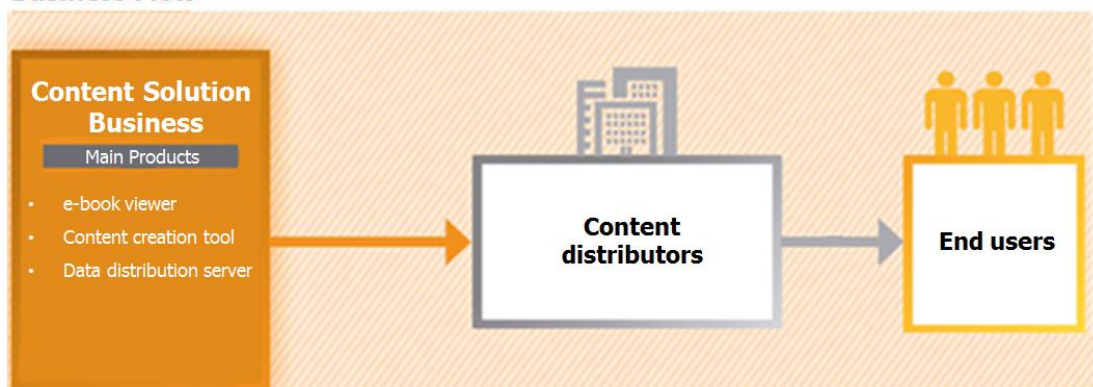 Content Solution
Business
Main Products
• e-book viewer
• Content creation tool
• Data distribution server
Content
distributors
End users